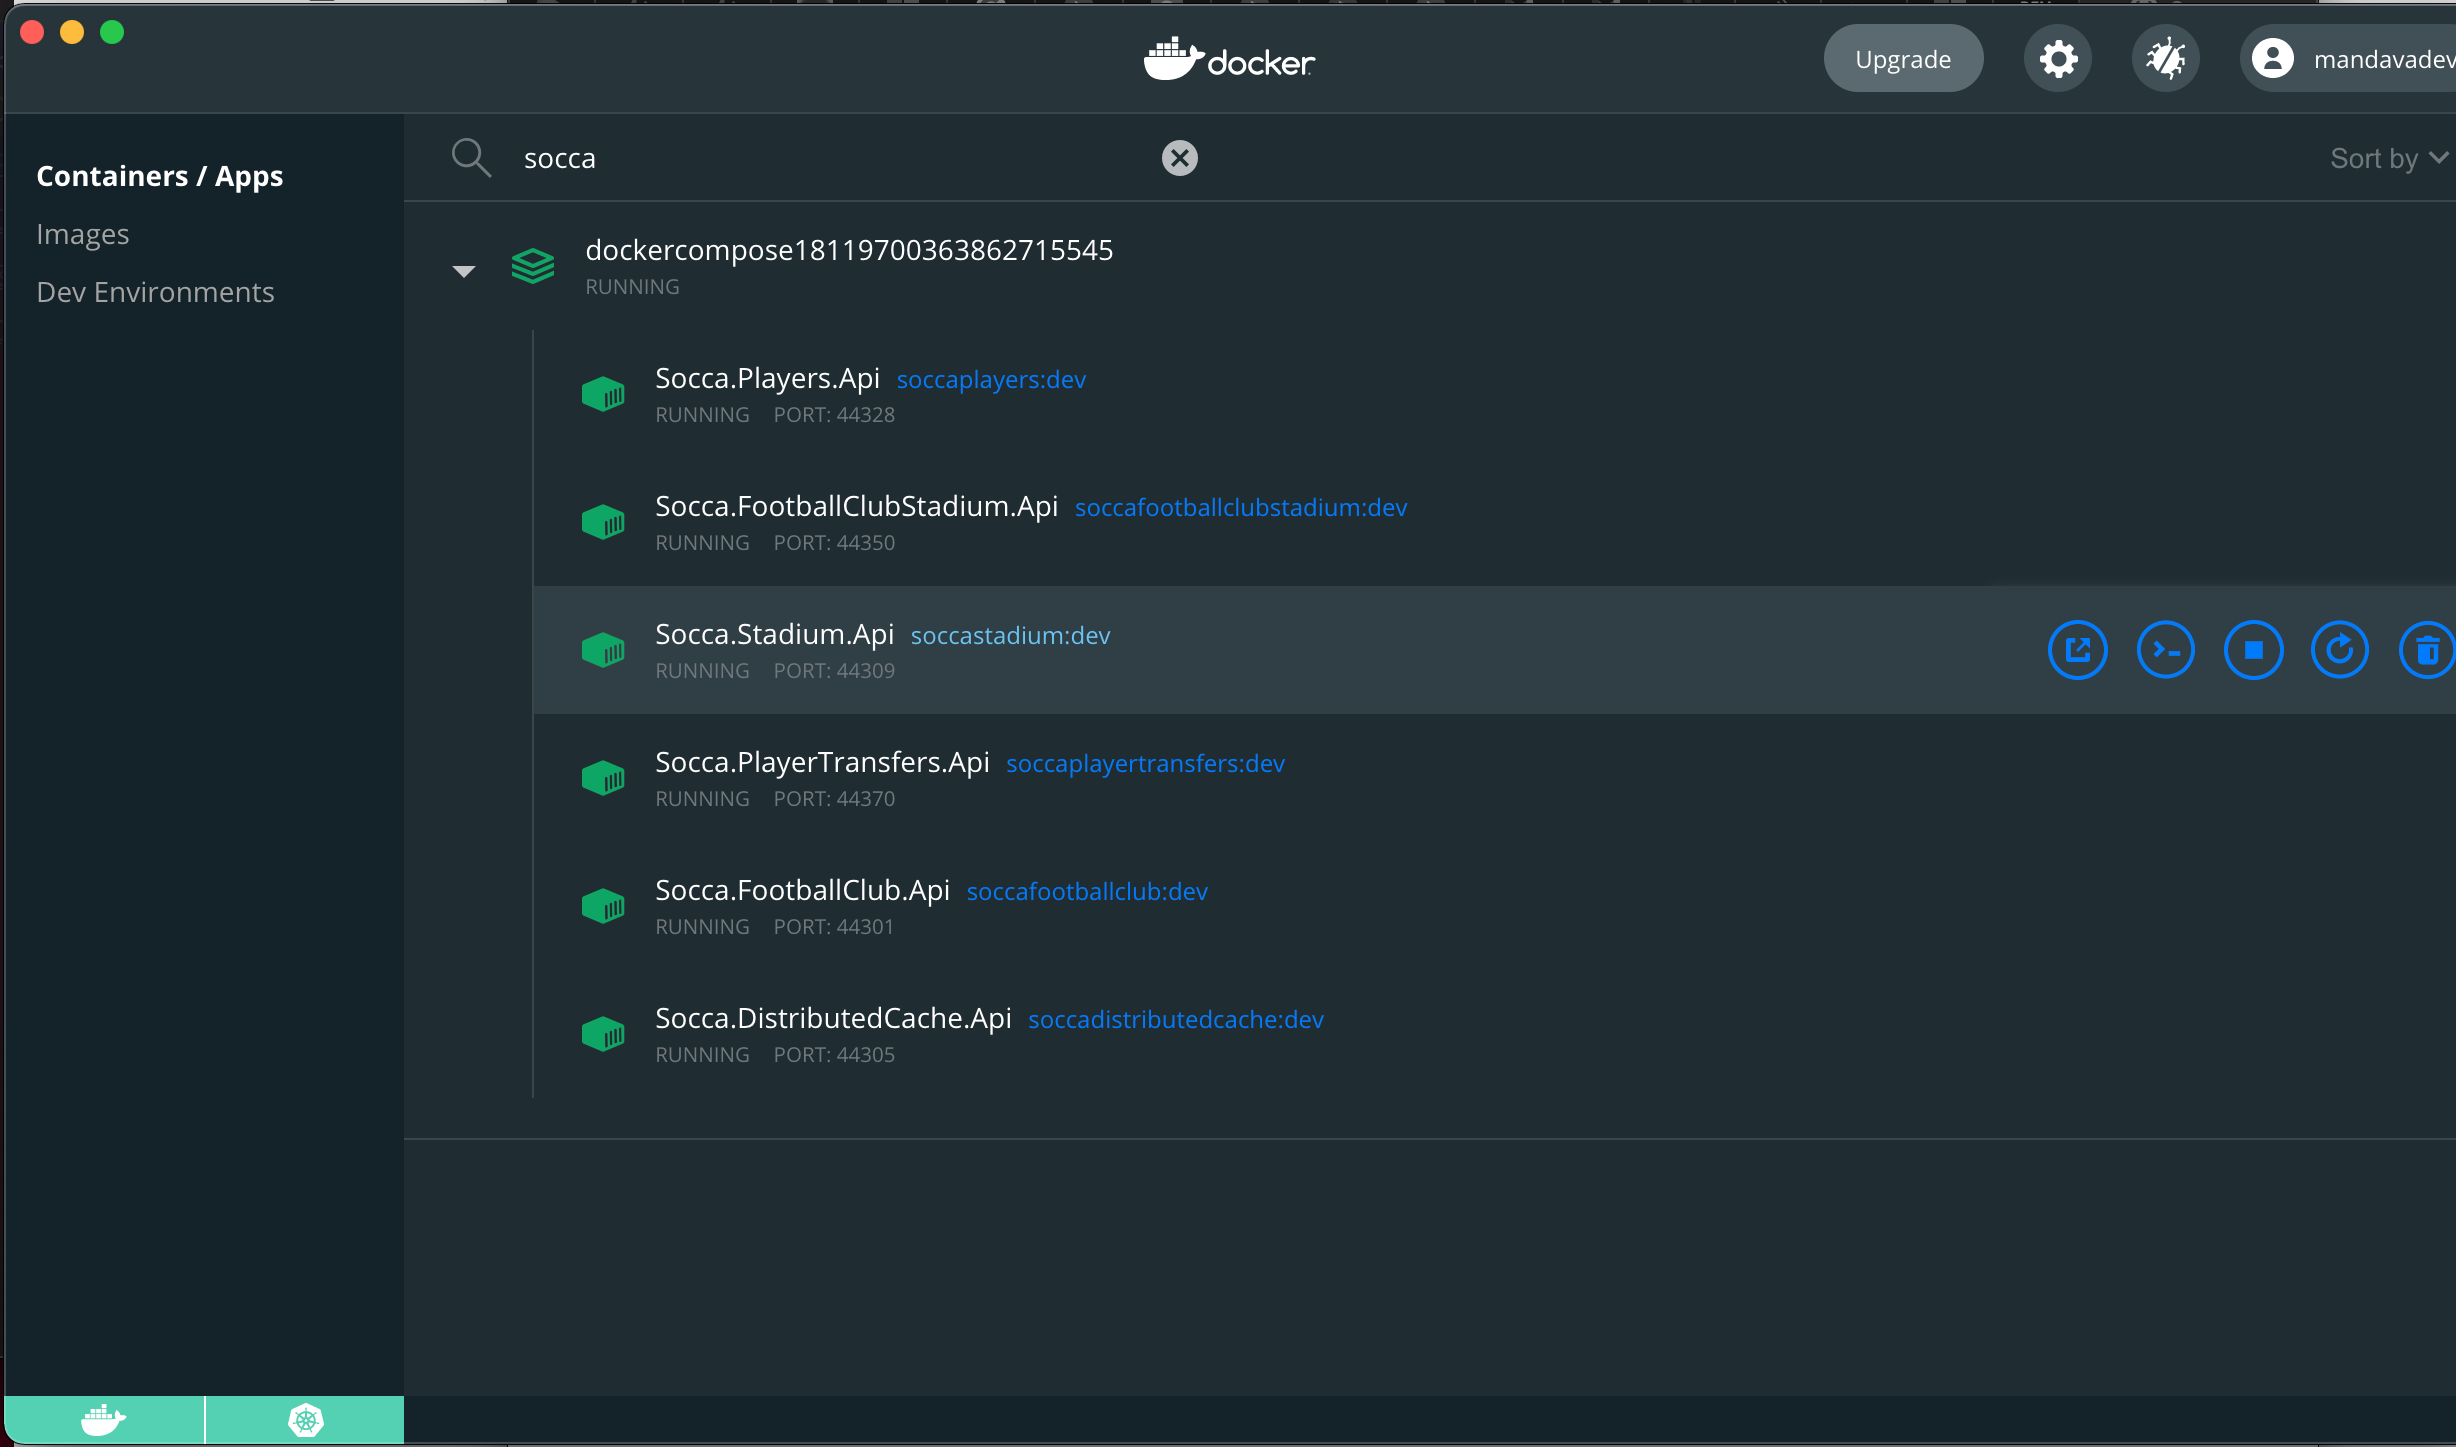 docker
Upgrade
mandavadev
Containers / Apps
Images
Dev Environments
socca
Sort by
dockercompose18119700363862715545
RUNNING
Socca.Players.Api soccaplayers:dev
RUNNING PORT: 44328
Socca.FootballClubStadium.Api soccafootballclubstadium:dev
RUNNING PORT: 44350
Socca.Stadium.Api soccastadium:dev
RUNNING PORT: 44309
Socca.PlayerTransfers.Api soccaplayertransfers:dev
RUNNING PORT: 44370
Socca.FootballClub.Api soccafootballclub:dev
RUNNING PORT: 44301
Socca.DistributedCache.Api soccadistributedcache:dev
RUNNING PORT: 44305